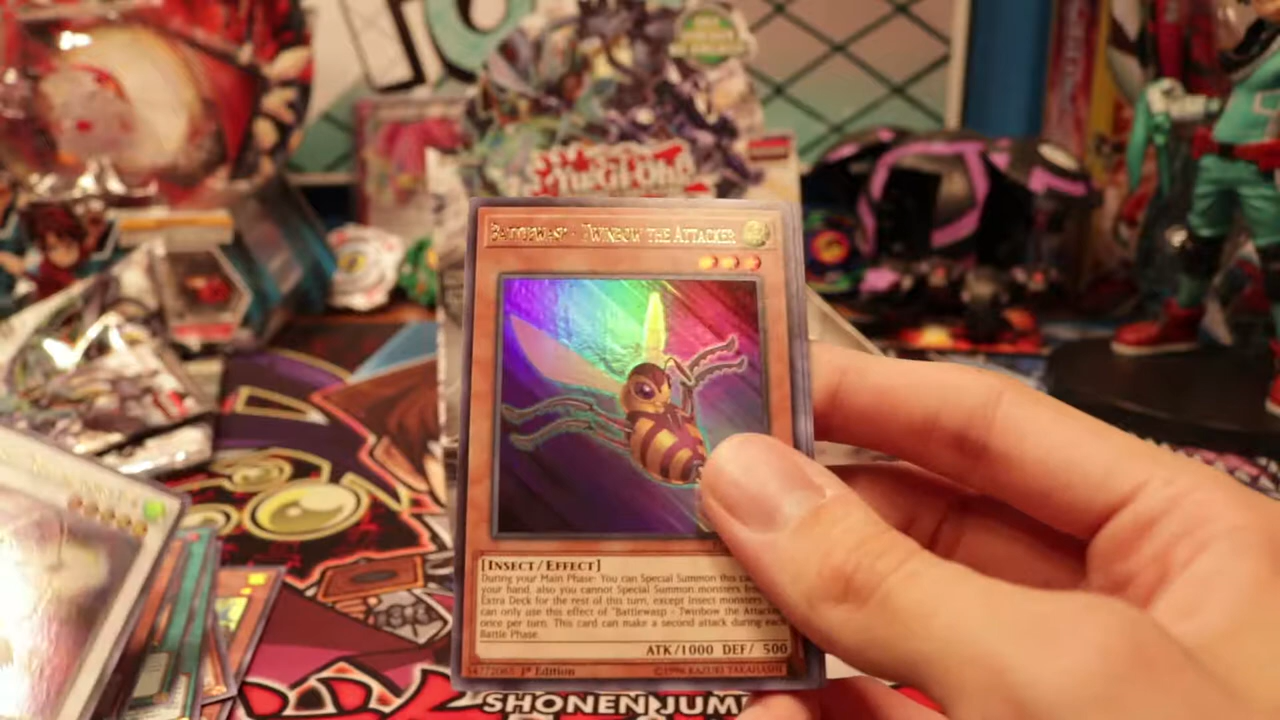 Yu-Gi-Oh!
Battlewasp - Twinbow the Attacker
[Insect/Effect]
During your Main Phase: You can Special Summon this
your hand, also you cannot Special Summon monsters
Extra Deck for the rest of this turn, except Insect monsters.
can only use this effect of "Battlewasp - Twinbow the Attacker
once per turn. This card can make a second attack during each
Battle Phase.
ATK/1000 DEF/ 500
1st Edition ©1996 KAZUKI TAKAHASHI
SHONEN JUMP